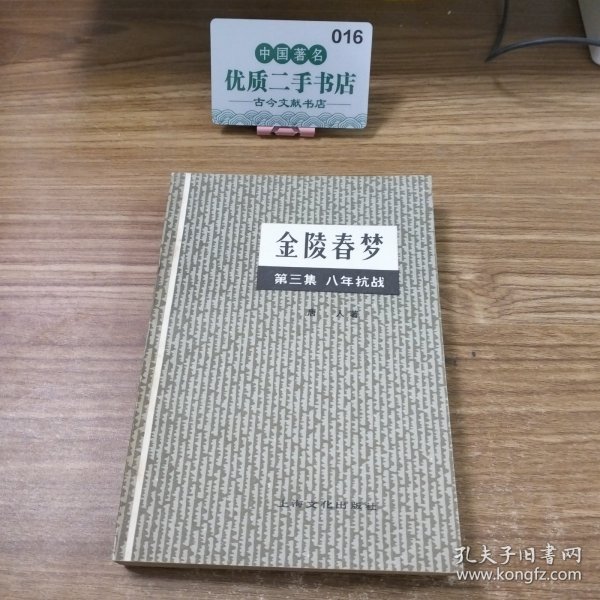 016
中国著名
优质二手书店
古今文献书店
金陵春梦
第三集 八年抗战
唐 人著
上海文化出版社
孔夫子旧书网
www.kongfz.com